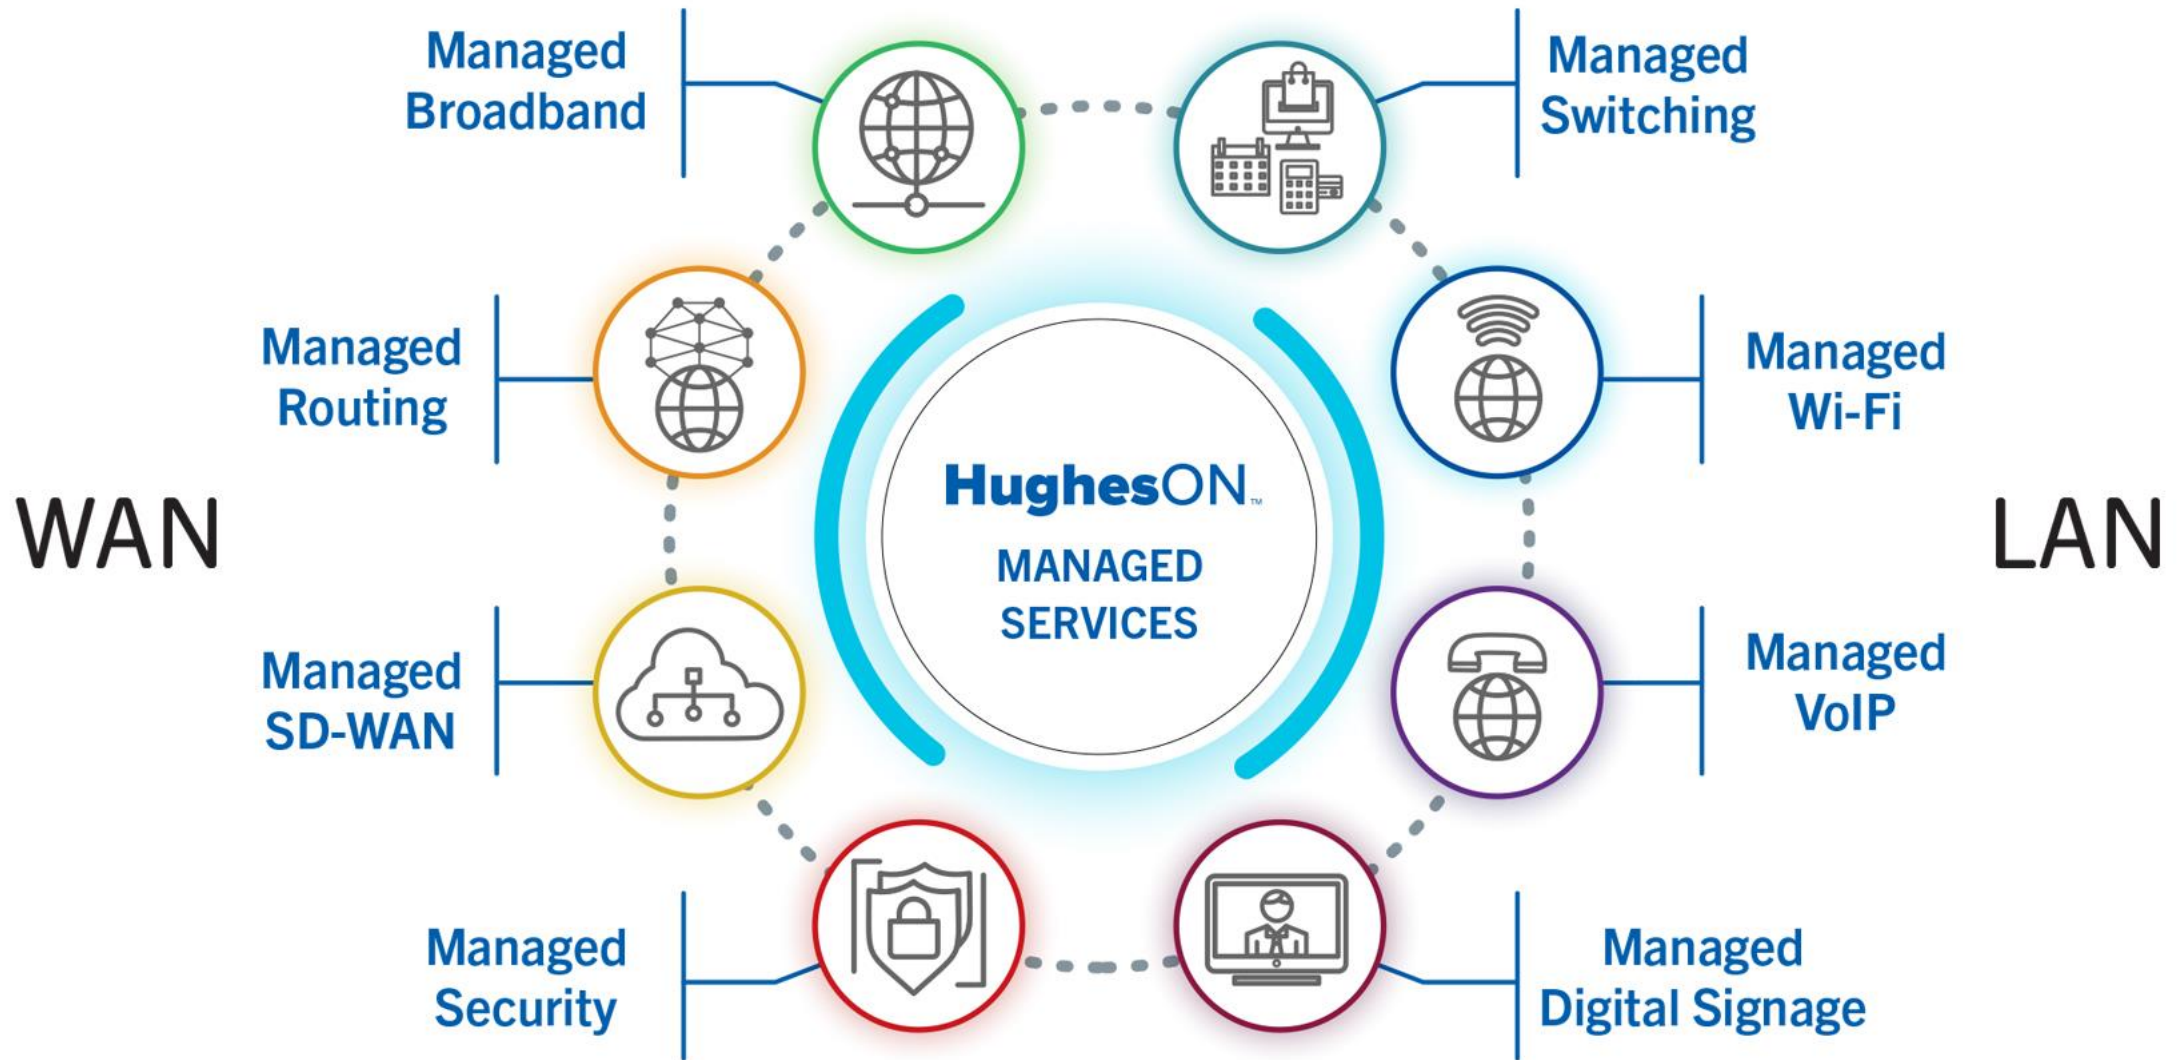 Managed
Broadband
Managed
Switching
Managed
Routing
Managed
Wi-Fi
WAN
HughesON™
MANAGED
SERVICES
LAN
Managed
SD-WAN
Managed
VoIP
Managed
Security
Managed
Digital Signage